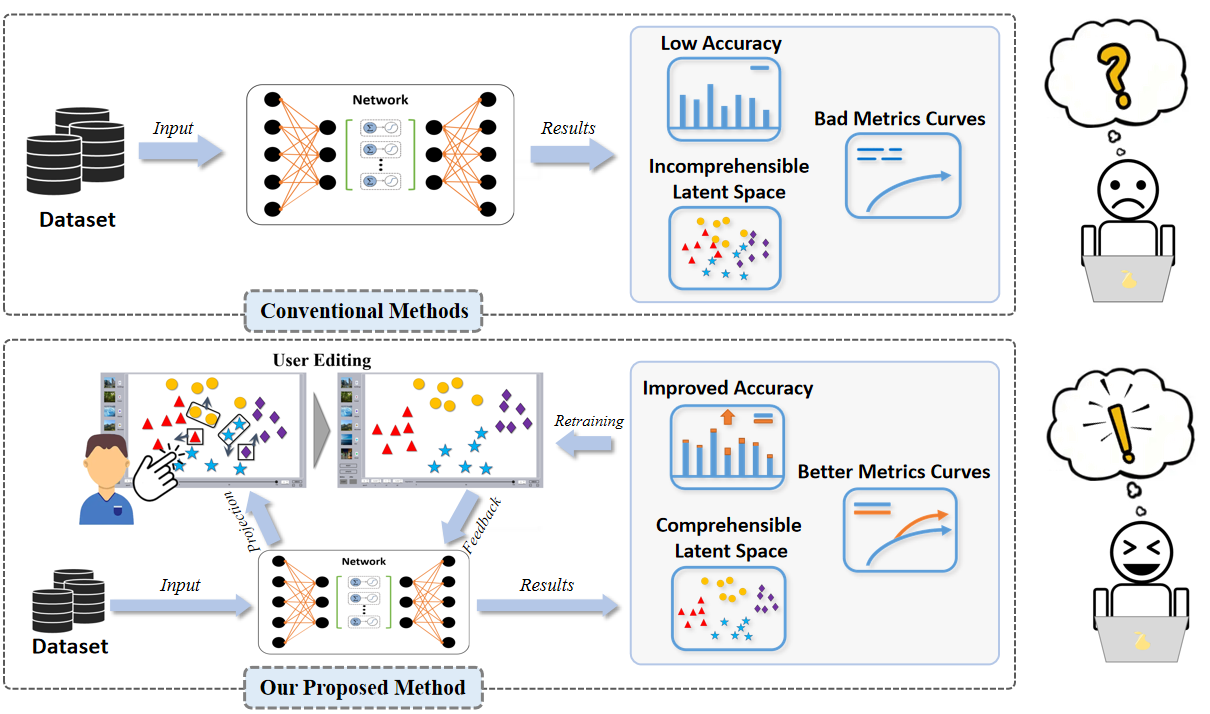 Low Accuracy
Network
Input
Results
Bad Metrics Curves
Incomprehensible
Latent Space
Dataset
Conventional Methods
User Editing
Improved Accuracy
Retraining
Better Metrics Curves
Projection
Feedback
Comprehensible
Latent Space
Network
Input
Results
Dataset
Our Proposed Method